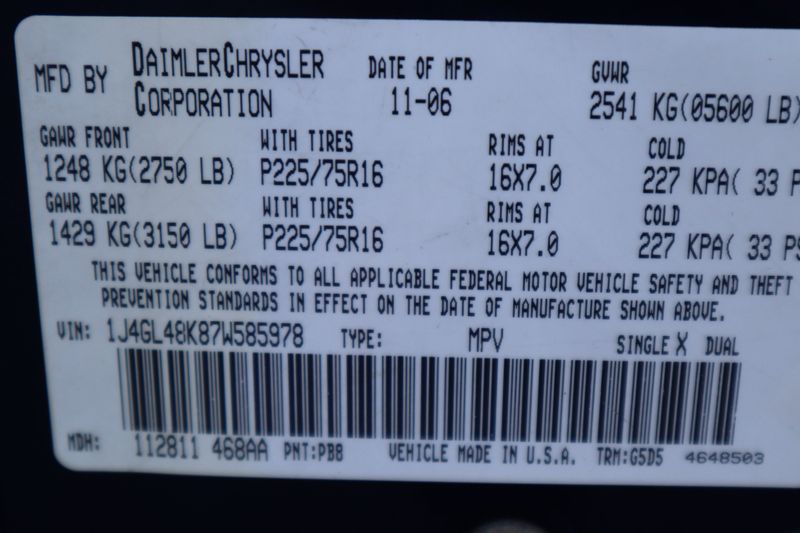 MFD BY DAIMLERCHRYSLER CORPORATION DATE OF MFR 11-06 GVWR 2541 KG(05600 LB)
GAWR FRONT WITH TIRES RIMS AT COLD
1248 KG(2750 LB) P225/75R16 16X7.0 227 KPA( 33 P
GAWR REAR WITH TIRES RIMS AT COLD
1429 KG(3150 LB) P225/75R16 16X7.0 227 KPA( 33 PS
THIS VEHICLE CONFORMS TO ALL APPLICABLE FEDERAL MOTOR VEHICLE SAFETY AND THEFT
PREVENTION STANDARDS IN EFFECT ON THE DATE OF MANUFACTURE SHOWN ABOVE.
VIN: 1J4GL48K87W585978 TYPE: MPV SINGLE X DUAL
MDH: 112811 468AA PNT:PB8 VEHICLE MADE IN U.S.A. TRM:G5D5 4648503